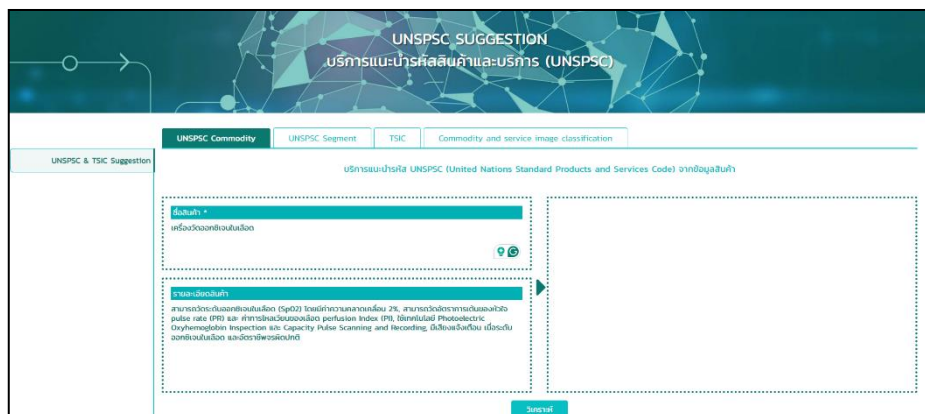 UNSPSC SUGGESTION
บริการแนะนำรหัสสินค้าและบริการ (UNSPSC)
UNSPSC Commodity
UNSPSC Segment
TSIC
Commodity and service image classification
UNSPSC & TSIC Suggestion
บริการแนะนำรหัส UNSPSC (United Nations Standard Products and Services Code) จากข้อมูลสินค้า
ชื่อสินค้า *
เครื่องวัดออกซิเจนในเลือด
รายละเอียดสินค้า
สามารถวัดระดับออกซิเจนในเลือด (SpO2) โดยมีค่าความคลาดเคลื่อน 2%, สามารถวัดอัตราการเต้นของหัวใจ
pulse rate (PR) และ ค่าการไหลเวียนของเลือด perfusion Index (PI), ใช้เทคโนโลยี Photoelectric
Oxyhemoglobin Inspection และ Capacity Pulse Scanning and Recording, มีเสียงแจ้งเตือน เมื่อระดับ
ออกซิเจนในเลือด และอัตราชีพจรผิดปกติ
วิเคราะห์